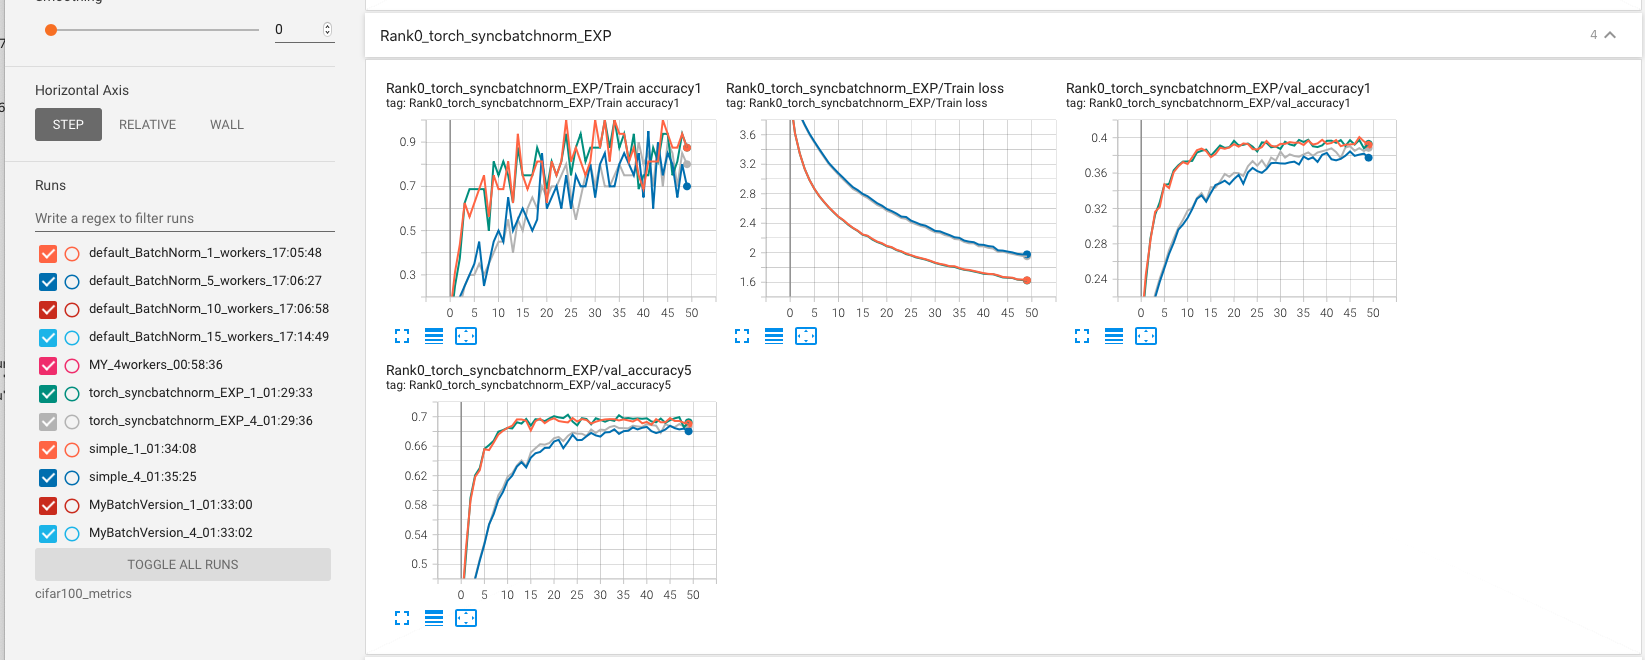 Smoothing
0
Horizontal Axis
STEP RELATIVE WALL
Runs
Write a regex to filter runs
default_BatchNorm_1_workers_17:05:48
default_BatchNorm_5_workers_17:06:27
default_BatchNorm_10_workers_17:06:58
default_BatchNorm_15_workers_17:14:49
MY_4workers_00:58:36
torch_syncbatchnorm_EXP_1_01:29:33
torch_syncbatchnorm_EXP_4_01:29:36
simple_1_01:34:08
simple_4_01:35:25
MyBatchVersion_1_01:33:00
MyBatchVersion_4_01:33:02
TOGGLE ALL RUNS
cifar100_metrics
Rank0_torch_syncbatchnorm_EXP
4
Rank0_torch_syncbatchnorm_EXP/Train accuracy1
tag: Rank0_torch_syncbatchnorm_EXP/Train accuracy1
0.9
0.7
0.5
0.3
0 5 10 15 20 25 30 35 40 45 50
Rank0_torch_syncbatchnorm_EXP/Train loss
tag: Rank0_torch_syncbatchnorm_EXP/Train loss
3.6
3.2
2.8
2.4
2
1.6
0 5 10 15 20 25 30 35 40 45 50
Rank0_torch_syncbatchnorm_EXP/val_accuracy1
tag: Rank0_torch_syncbatchnorm_EXP/val_accuracy1
0.4
0.36
0.32
0.28
0.24
0 5 10 15 20 25 30 35 40 45 50
Rank0_torch_syncbatchnorm_EXP/val_accuracy5
tag: Rank0_torch_syncbatchnorm_EXP/val_accuracy5
0.7
0.66
0.62
0.58
0.54
0.5
0 5 10 15 20 25 30 35 40 45 50